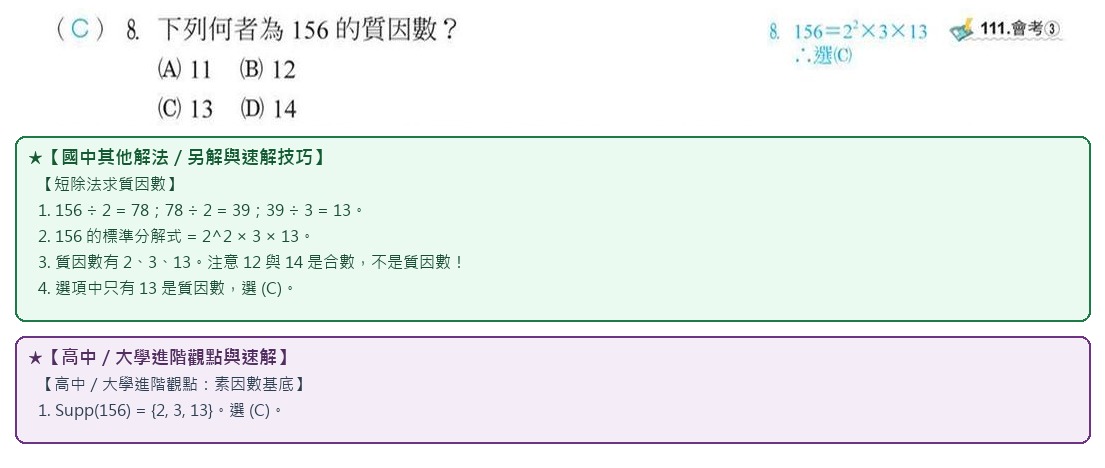 （C）8. 下列何者為 156 的質因數？
(A) 11 (B) 12
(C) 13 (D) 14
8. 156＝2²×3×13
∴選(C)
111.會考③
★【國中其他解法 / 另解與速解技巧】
【短除法求質因數】
1. 156 ÷ 2 = 78；78 ÷ 2 = 39；39 ÷ 3 = 13。
2. 156 的標準分解式 = 2^2 × 3 × 13。
3. 質因數有 2、3、13。注意 12 與 14 是合數，不是質因數！
4. 選項中只有 13 是質因數，選 (C)。
★【高中 / 大學進階觀點與速解】
【高中 / 大學進階觀點：素因數基底】
1. Supp(156) = {2, 3, 13}。選 (C)。